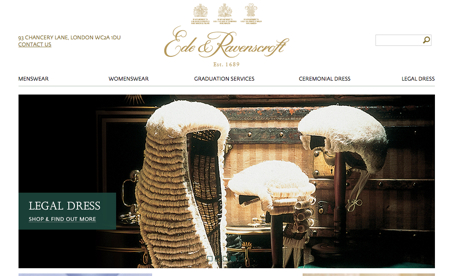 93 CHANCERY LANE, LONDON WC2A 1DU
CONTACT US
Ede & Ravenscroft
Est. 1689
MENSWEAR
WOMENSWEAR
GRADUATION SERVICES
CEREMONIAL DRESS
LEGAL DRESS
LEGAL DRESS
SHOP & FIND OUT MORE